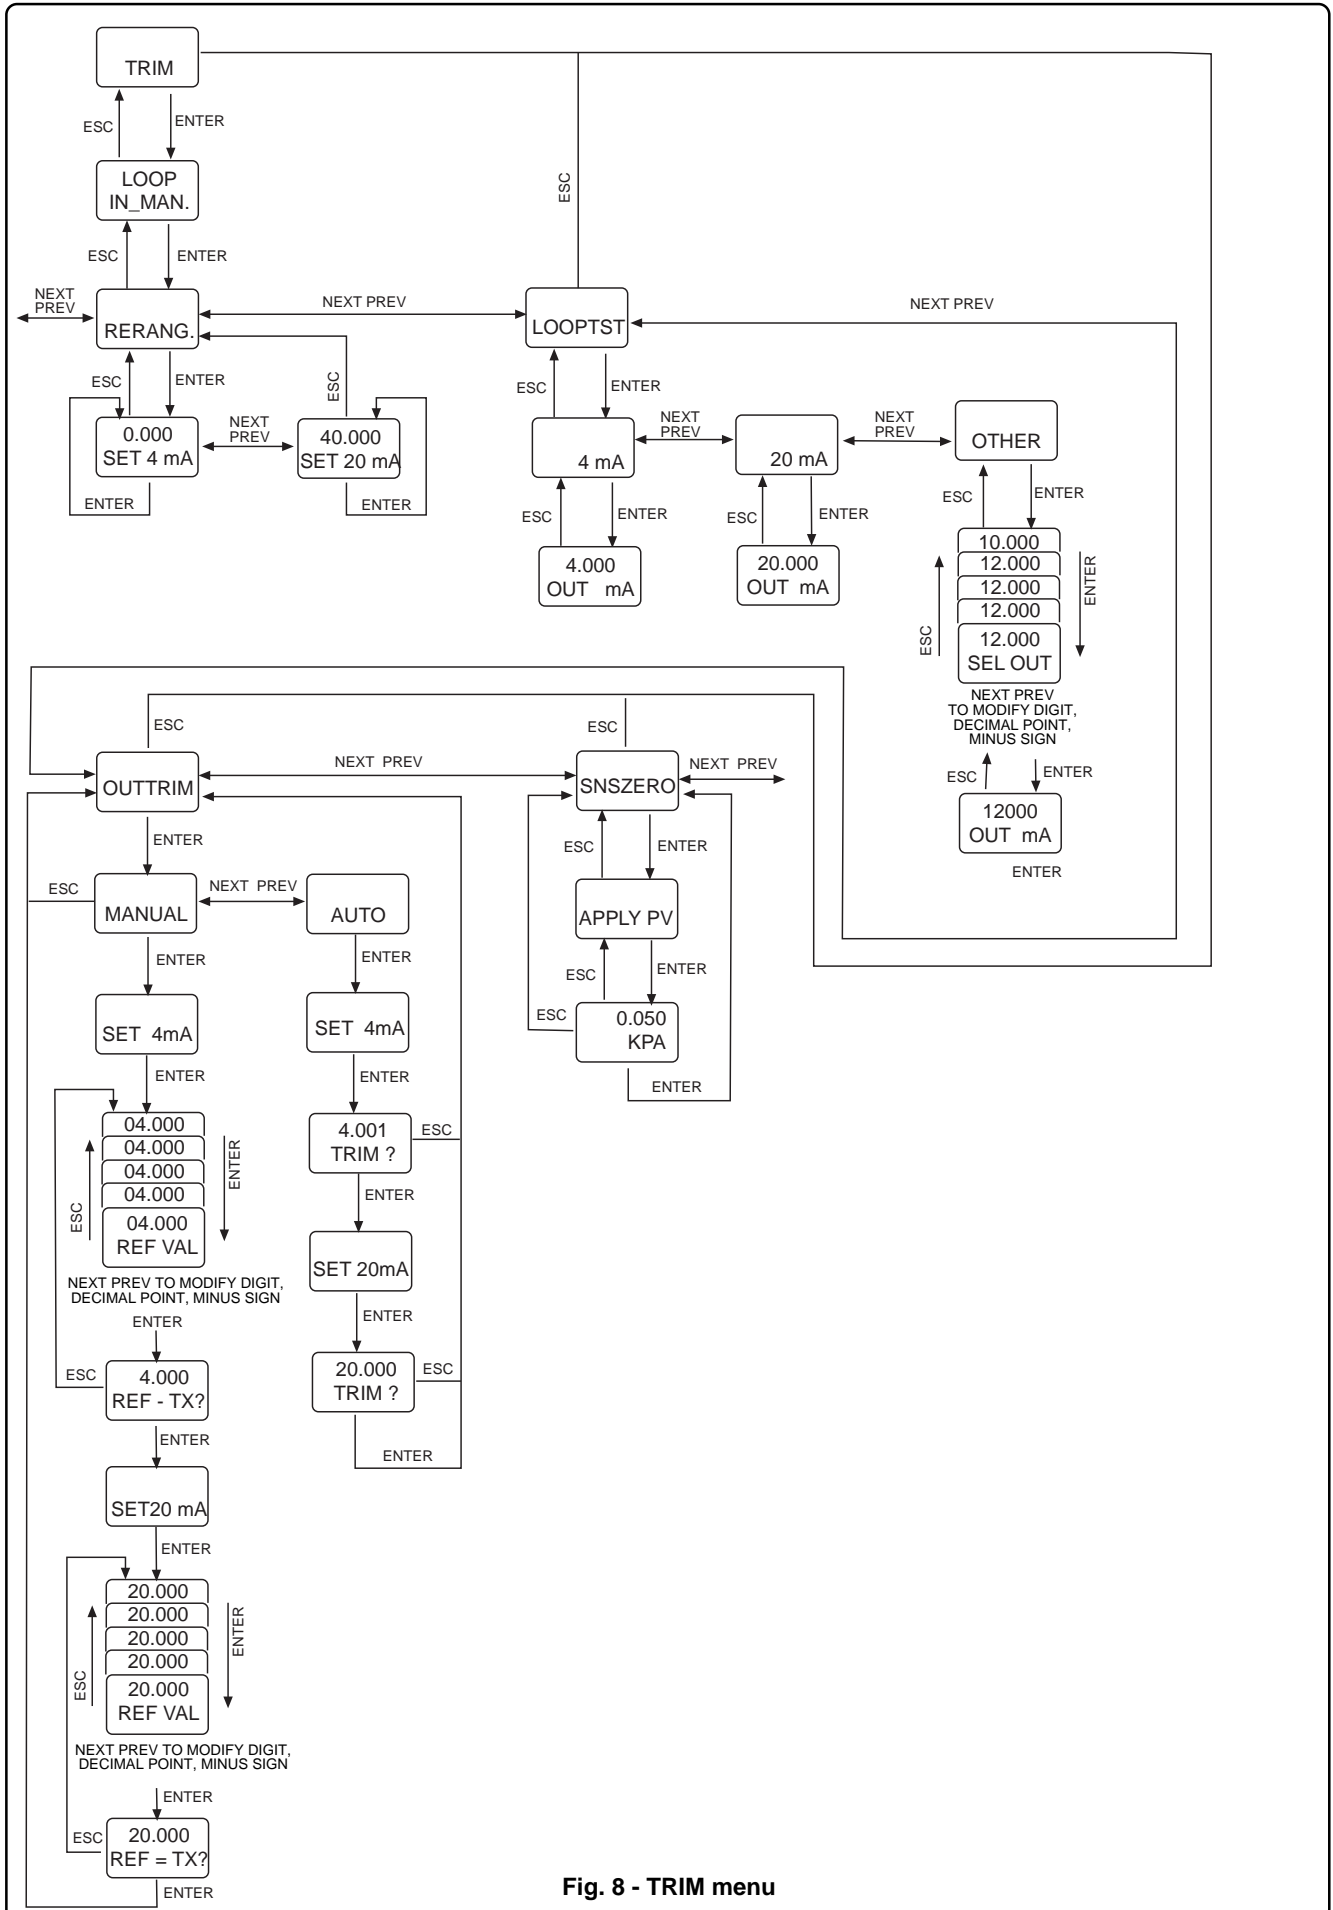 TRIM
ESC
ENTER
LOOP
IN_MAN.
ESC
ENTER
NEXT
PREV
RERANG.
NEXT PREV
ESC
ENTER
ESC
0.000
SET 4 mA
NEXT
PREV
40.000
SET 20 mA
ENTER
ENTER
ESC
LOOPTST
NEXT PREV
ESC
ENTER
4 mA
NEXT
PREV
20 mA
NEXT
PREV
OTHER
ESC
ENTER
4.000
OUT mA
ESC
ENTER
20.000
OUT mA
ESC
ENTER
10.000
12.000
12.000
12.000
12.000
SEL OUT
ESC
ENTER
NEXT PREV
TO MODIFY DIGIT,
DECIMAL POINT,
MINUS SIGN
ESC
ENTER
12000
OUT mA
ENTER
ESC
OUTTRIM
NEXT PREV
ESC
SNSZERO
NEXT PREV
ENTER
ESC
MANUAL
NEXT PREV
AUTO
ENTER
SET 4mA
ENTER
04.000
04.000
04.000
04.000
04.000
REF VAL
ESC
ENTER
NEXT PREV TO MODIFY DIGIT,
DECIMAL POINT, MINUS SIGN
ENTER
ESC
4.000
REF - TX?
ENTER
SET20 mA
ENTER
20.000
20.000
20.000
20.000
20.000
REF VAL
ESC
ENTER
NEXT PREV TO MODIFY DIGIT,
DECIMAL POINT, MINUS SIGN
ENTER
ESC
20.000
REF = TX?
ENTER
ENTER
SET 4mA
ENTER
4.001
TRIM ?
ESC
ENTER
SET 20mA
ENTER
20.000
TRIM ?
ESC
ENTER
ESC
ENTER
APPLY PV
ESC
ENTER
ESC
0.050
KPA
ENTER
Fig. 8 - TRIM menu